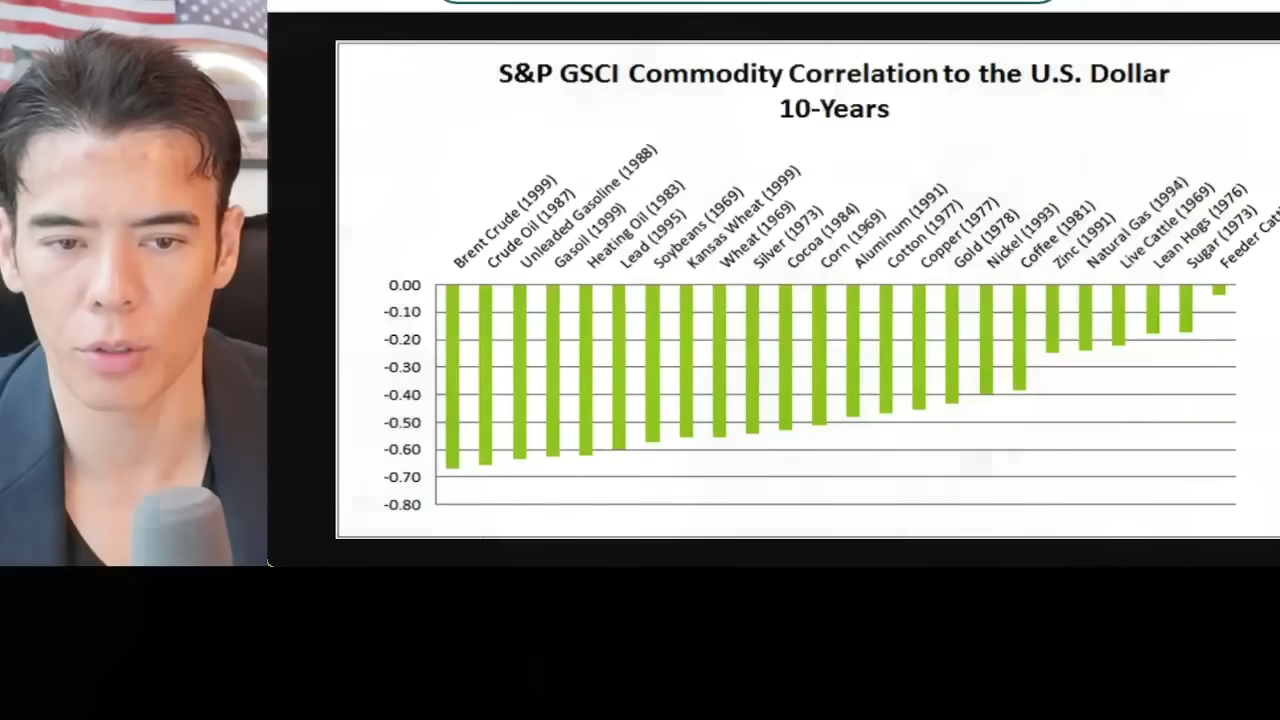 S&P GSCI Commodity Correlation to the U.S. Dollar
10-Years
Brent Crude (1999)
Crude Oil (1987)
Unleaded Gasoline (1988)
Gasoil (1999)
Heating Oil (1983)
Lead (1995)
Soybeans (1969)
Kansas Wheat (1999)
Wheat (1969)
Silver (1973)
Cocoa (1984)
Corn (1969)
Aluminum (1991)
Cotton (1977)
Copper (1977)
Gold (1978)
Nickel (1993)
Coffee (1981)
Zinc (1991)
Natural Gas (1994)
Live Cattle (1969)
Lean Hogs (1976)
Sugar (1973)
Feeder
0.00
-0.10
-0.20
-0.30
-0.40
-0.50
-0.60
-0.70
-0.80